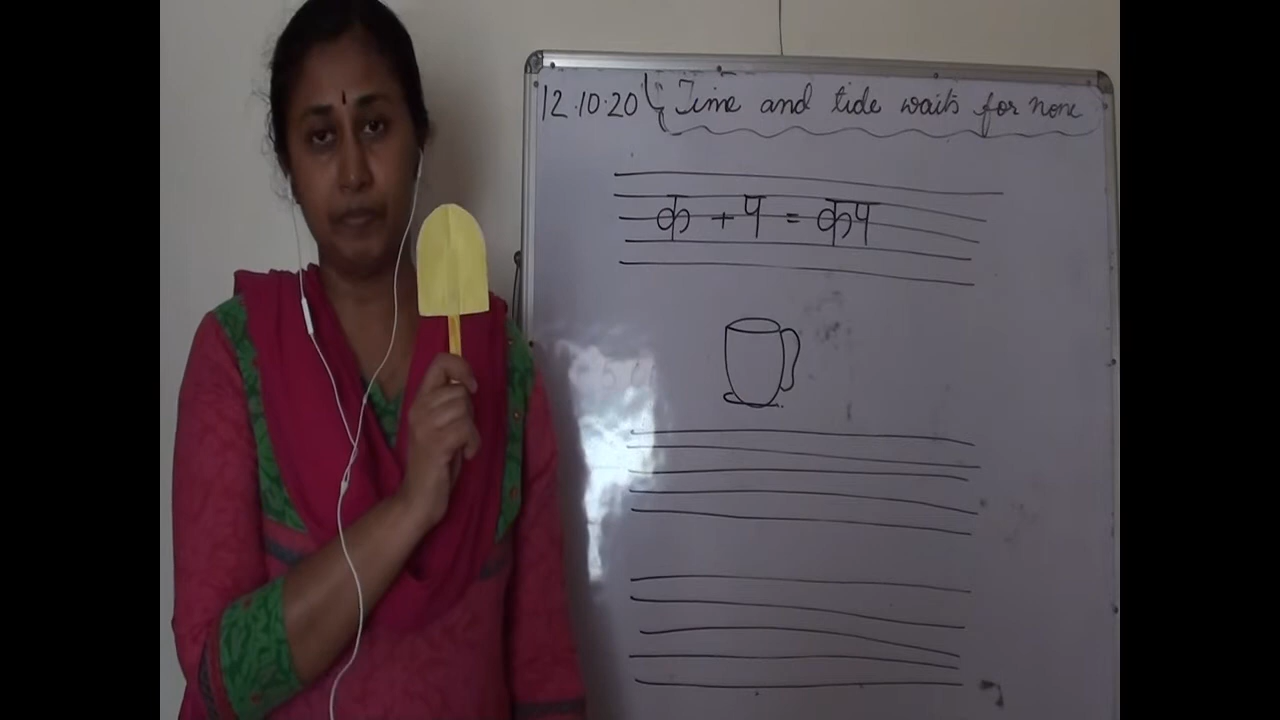 12.10.20 } Time and tide waits for none
क + प = कप